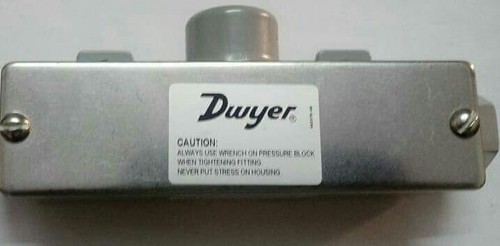 Dwyer®
CAUTION:
ALWAYS USE WRENCH ON PRESSURE BLOCK
WHEN TIGHTENING FITTING.
NEVER PUT STRESS ON HOUSING